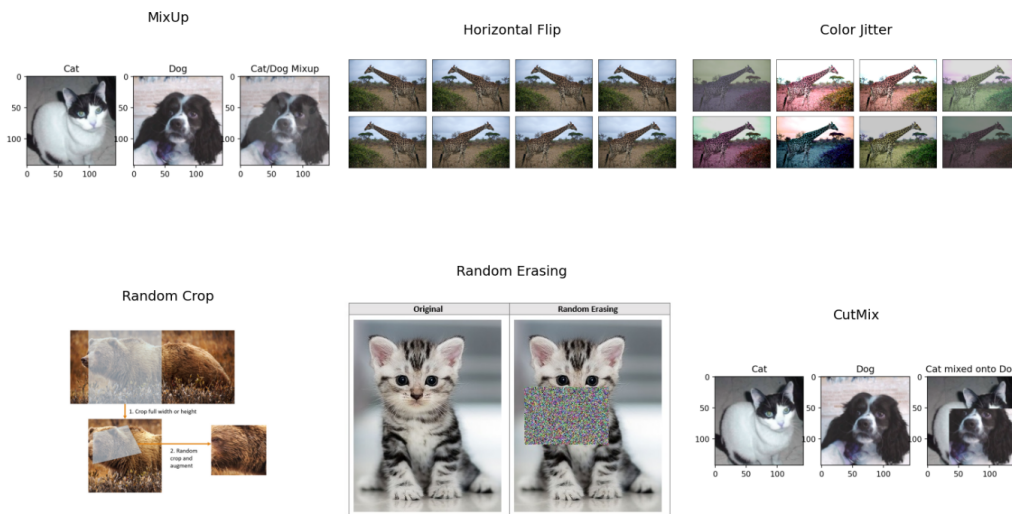 MixUp
Cat
Dog
Cat/Dog Mixup
0
50
100
0 50 100
0 50 100
0 50 100
Horizontal Flip
Color Jitter
Random Crop
1. Crop full width or height
2. Random
crop and
augment
Random Erasing
Original
Random Erasing
CutMix
Cat
Dog
Cat mixed onto Do
0
50
100
0 50 100
0 50 100
0 50 100